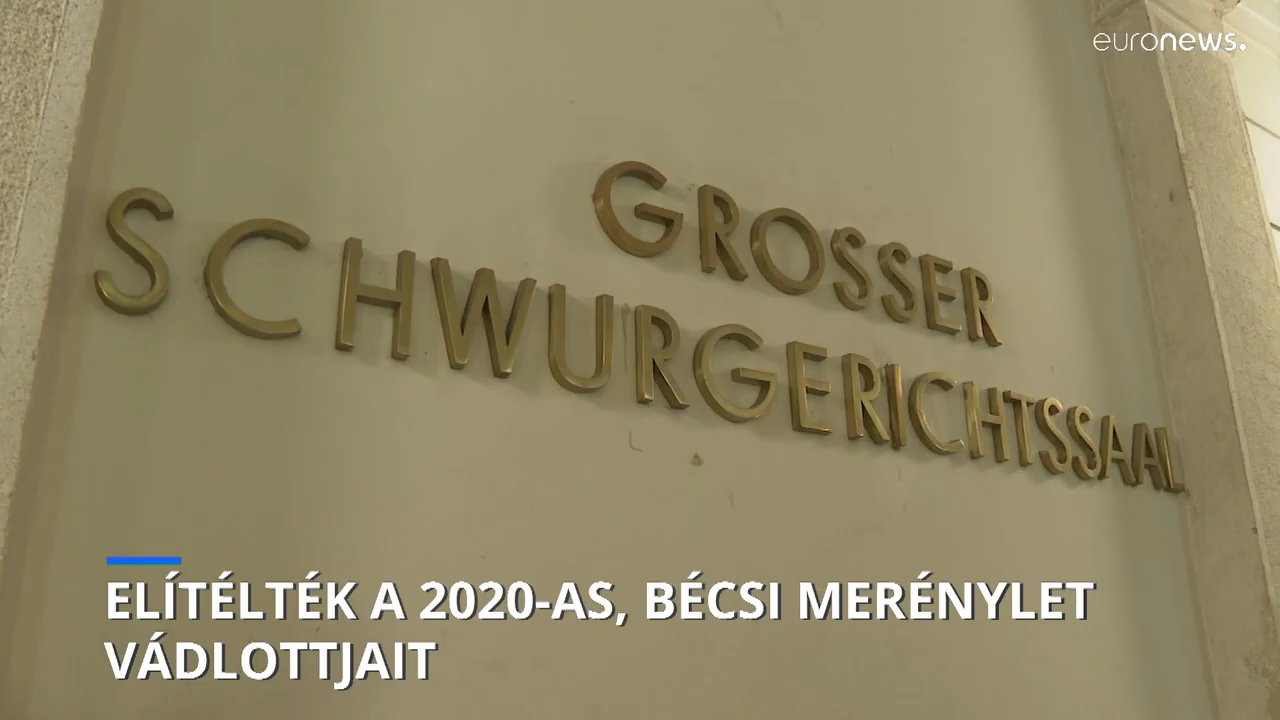 euronews.
GROSSER
SCHWURGERICHTSSAAL
ELÍTÉLTÉK A 2020-AS, BÉCSI MERÉNYLET
VÁDLOTTJAIT